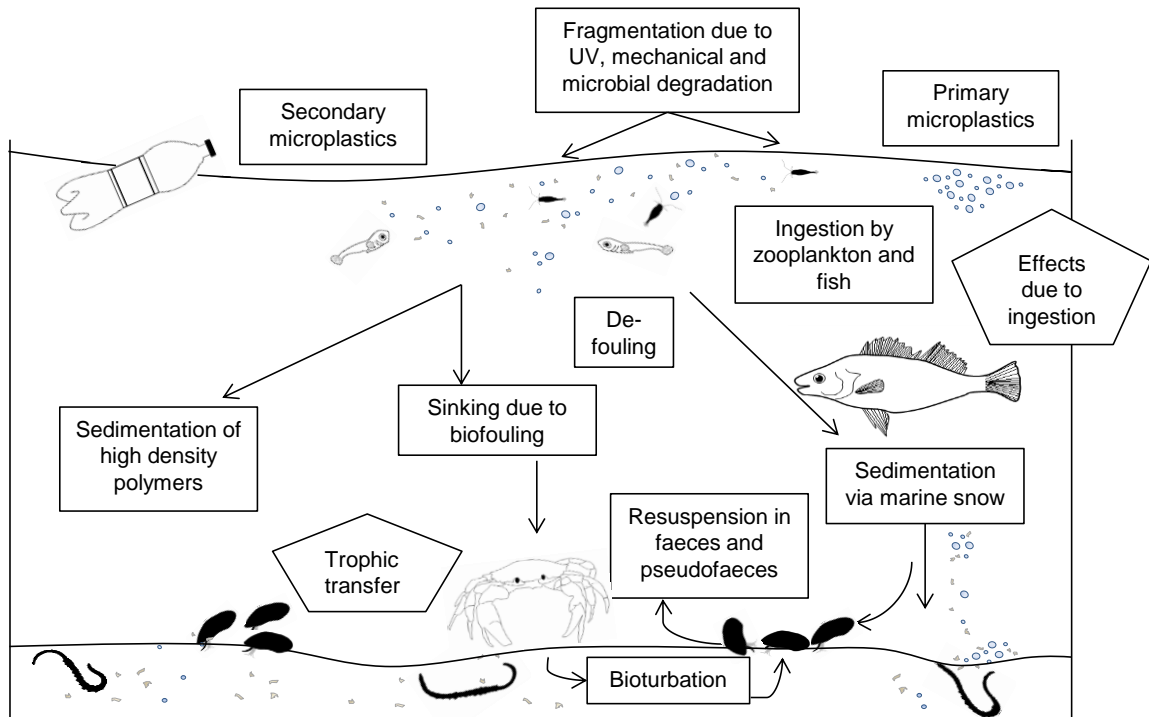 Fragmentation due to
UV, mechanical and
microbial degradation
Secondary
microplastics
Primary
microplastics
Ingestion by
zooplankton and
fish
Effects
due to
ingestion
De-
fouling
Sinking due to
biofouling
Sedimentation of
high density
polymers
Sedimentation
via marine snow
Resuspension in
faeces and
pseudofaeces
Trophic
transfer
Bioturbation